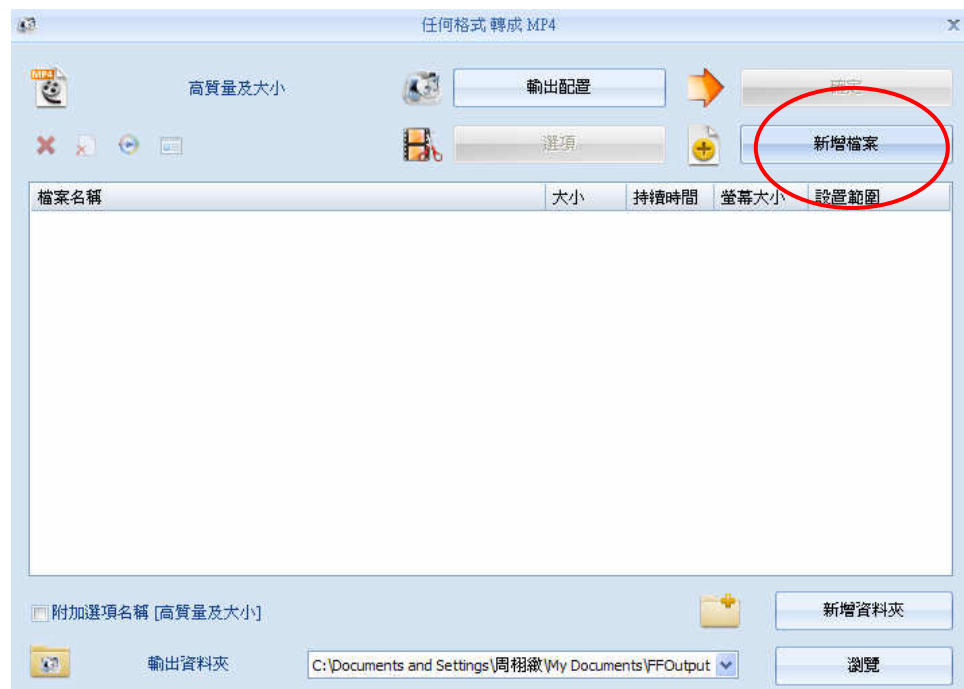 任何格式 轉成 MP4
MP4
高質量及大小
輸出配置
確定
選項
新增檔案
檔案名稱 大小 持續時間 螢幕大小 設置範圍
附加選項名稱 [高質量及大小]
新增資料夾
輸出資料夾
C:\Documents and Settings\周栩緻\My Documents\FFOutput
瀏覽